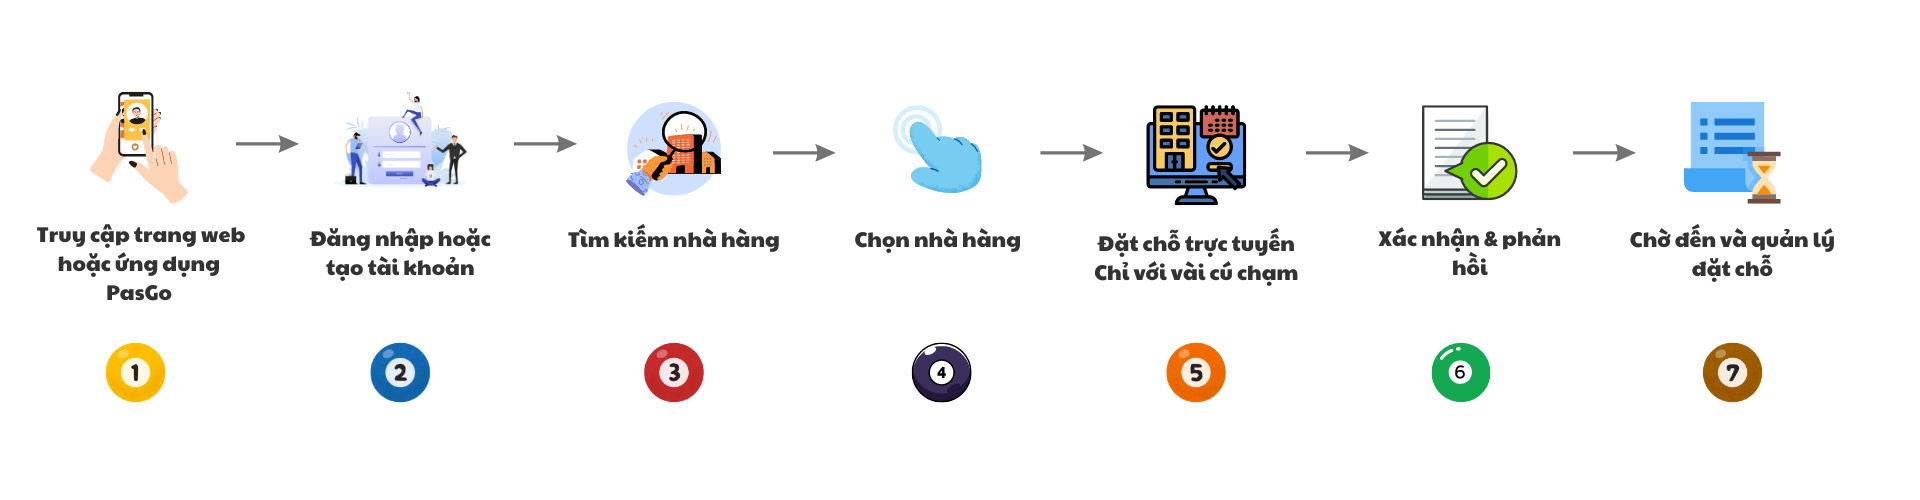 Truy cập trang web
hoặc ứng dụng
PasGo
Đăng nhập hoặc
tạo tài khoản
Tìm kiếm nhà hàng
Chọn nhà hàng
Đặt chỗ trực tuyến
Chỉ với vài cú chạm
Xác nhận & phản
hồi
Chờ đến và quản lý
đặt chỗ
1
2
3
4
5
6
7